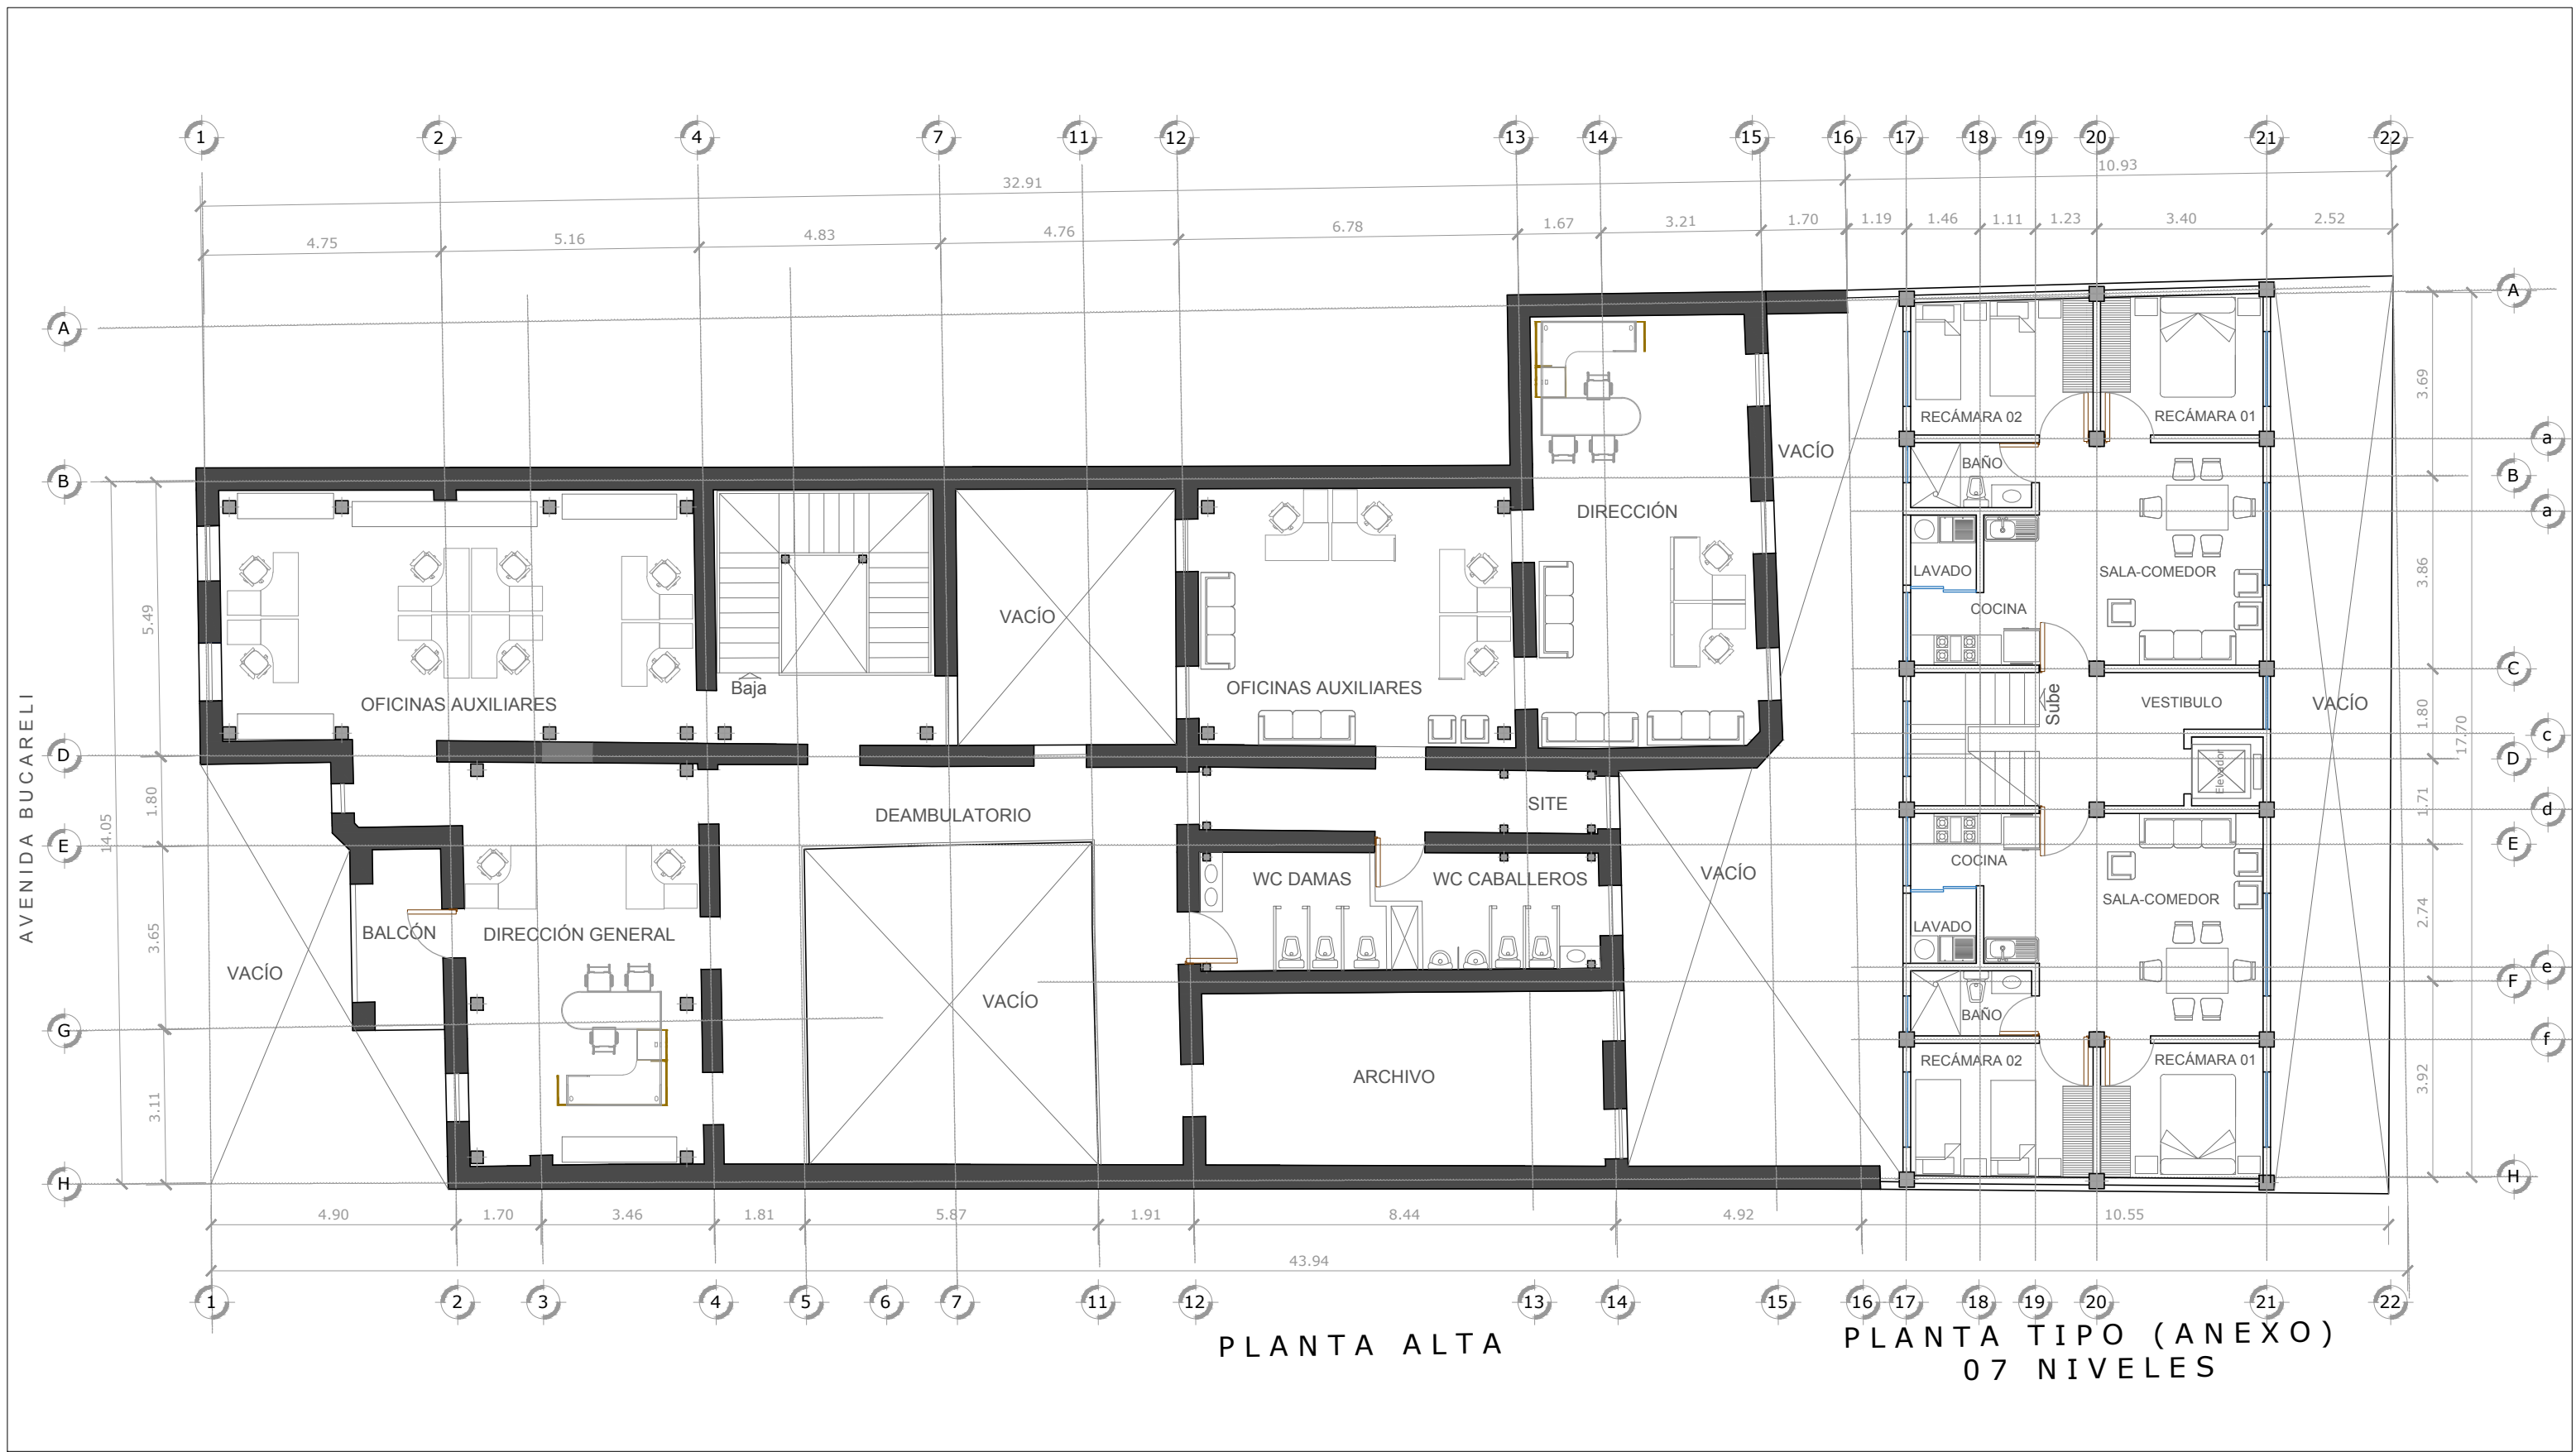 1 2 4 7 11 12 13 14 15 16 17 18 19 20 21 22
10.93
32.91
4.75 5.16 4.83 4.76 6.78 1.67 3.21 1.70 1.19 1.46 1.11 1.23 3.40 2.52
A
A
3.69
RECÁMARA 02 RECÁMARA 01
a
VACÍO
BAÑO
B
B
a
DIRECCIÓN
LAVADO SALA-COMEDOR 3.86
COCINA
5.49
VACÍO
C
Baja
OFICINAS AUXILIARES
OFICINAS AUXILIARES
Sube
VESTIBULO
VACÍO
1.80
17.70
AVENIDA BUCARELI
c
D
D
Elevador
SITE
1.71
d
1.80
14.05
DEAMBULATORIO
E
E
COCINA
WC DAMAS WC CABALLEROS
VACÍO
SALA-COMEDOR
2.74
LAVADO
BALCÓN
DIRECCIÓN GENERAL
3.65
VACÍO
VACÍO
e
F
BAÑO
G
f
RECÁMARA 02 RECÁMARA 01
ARCHIVO
3.92
3.11
H
H
4.90 1.70 3.46 1.81 5.87 1.91 8.44 4.92 10.55
43.94
1 2 3 4 5 6 7 11 12 13 14 15 16 17 18 19 20 21 22
PLANTA ALTA
PLANTA TIPO (ANEXO)
07 NIVELES